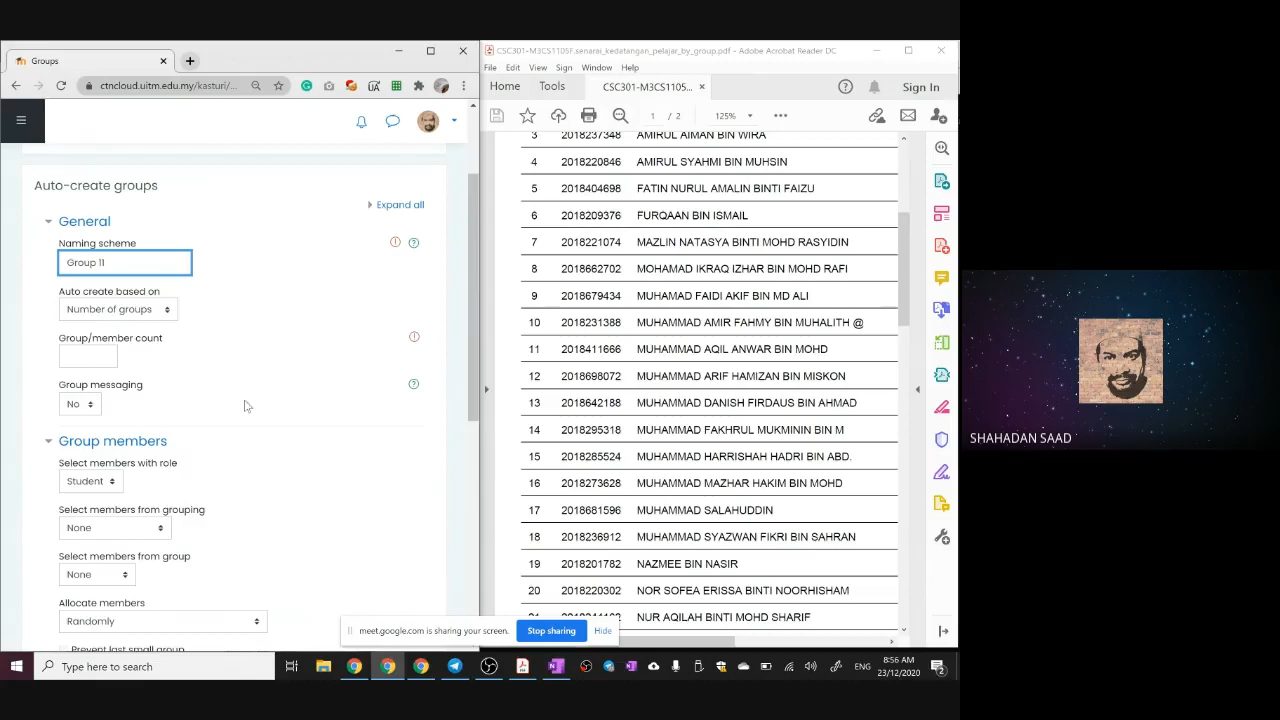 Groups
ctncloud.uitm.edu.my/kasturi/...
Auto-create groups
Expand all
General
Naming scheme
Group 11
Auto create based on
Number of groups
Group/member count
Group messaging
No
Group members
Select members with role
Student
Select members from grouping
None
Select members from group
None
Allocate members
Randomly
Prevent last small group
CSC301-M3CS1105F.senarai_kedatangan_pelajar_by_group.pdf - Adobe Acrobat Reader DC
File Edit View Sign Window Help
Home Tools CSC301-M3CS1105... Sign In
1 / 2 125%
3 2018237348 AMIRUL AIMAN BIN WIRA
4 2018220846 AMIRUL SYAHMI BIN MUHSIN
5 2018404698 FATIN NURUL AMALIN BINTI FAIZU
6 2018209376 FURQAAN BIN ISMAIL
7 2018221074 MAZLIN NATASYA BINTI MOHD RASYIDIN
8 2018662702 MOHAMAD IKRAQ IZHAR BIN MOHD RAFI
9 2018679434 MUHAMAD FAIDI AKIF BIN MD ALI
10 2018231388 MUHAMMAD AMIR FAHMY BIN MUHALITH @
11 2018411666 MUHAMMAD AQIL ANWAR BIN MOHD
12 2018698072 MUHAMMAD ARIF HAMIZAN BIN MISKON
13 2018642188 MUHAMMAD DANISH FIRDAUS BIN AHMAD
14 2018295318 MUHAMMAD FAKHRUL MUKMININ BIN M
15 2018285524 MUHAMMAD HARRISHAH HADRI BIN ABD.
16 2018273628 MUHAMMAD MAZHAR HAKIM BIN MOHD
17 2018681596 MUHAMMAD SALAHUDDIN
18 2018236912 MUHAMMAD SYAZWAN FIKRI BIN SAHRAN
19 2018201782 NAZMEE BIN NASIR
20 2018220302 NOR SOFEA ERISSA BINTI NOORHISHAM
NUR AQILAH BINTI MOHD SHARIF
meet.google.com is sharing your screen. Stop sharing Hide
Type here to search
ENG
8:56 AM
23/12/2020
2
SHAHADAN SAAD